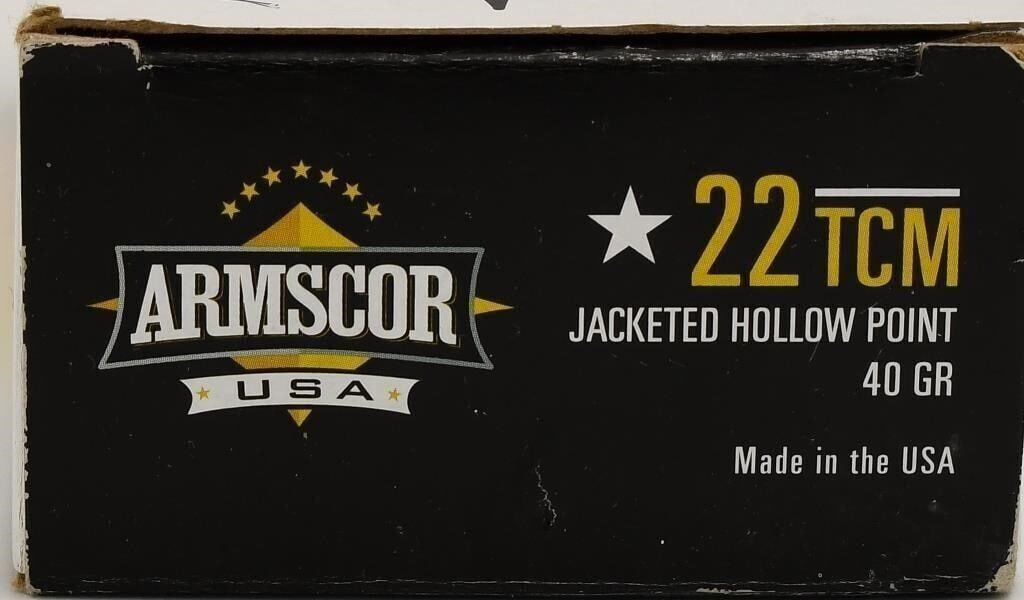 ARMSCOR
USA
22 TCM
JACKETED HOLLOW POINT
40 GR
Made in the USA